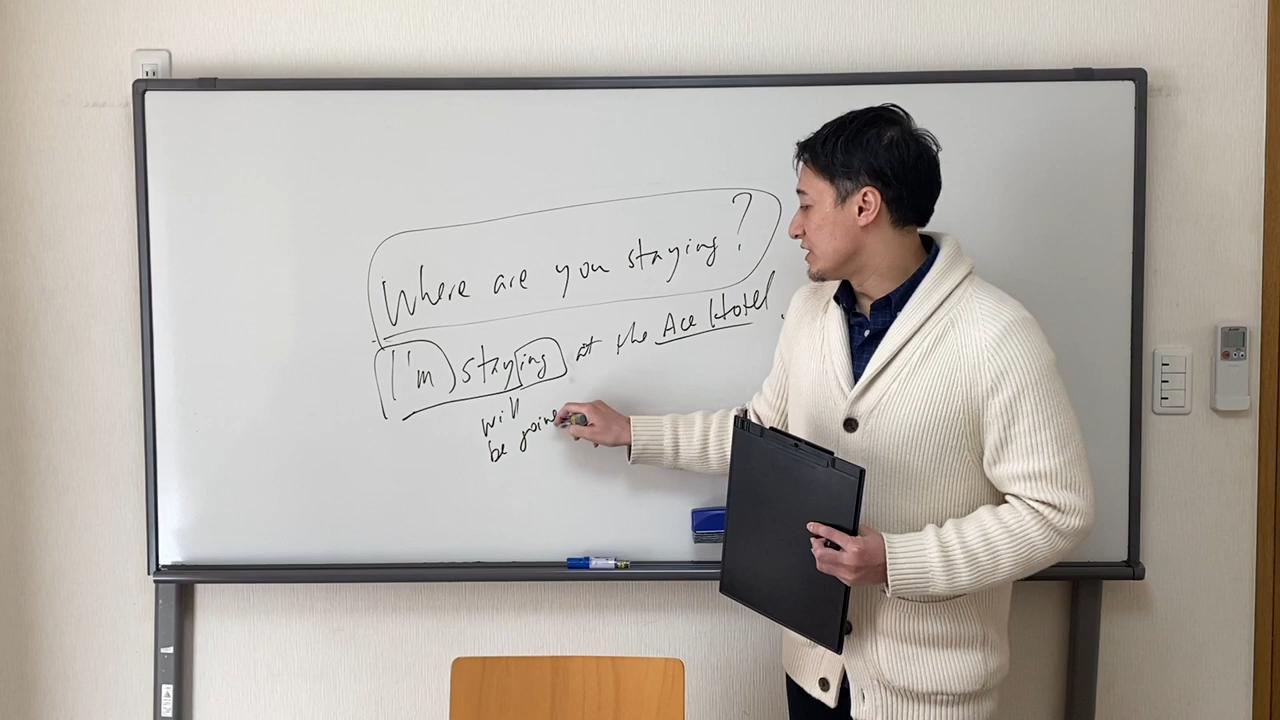 Where are you staying?
I'm staying at the Ace Hotel.
will
be going